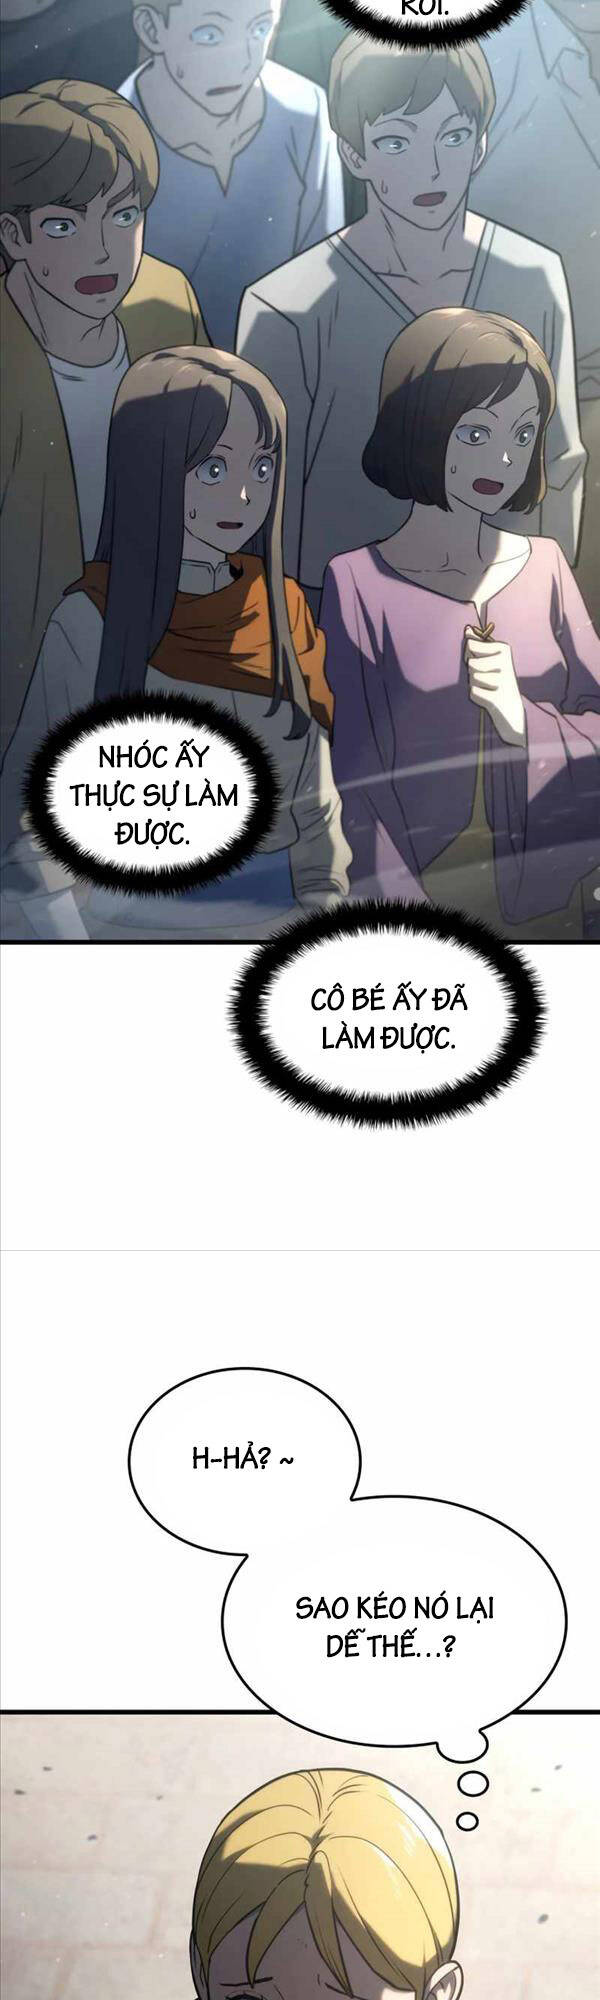 RỒI.
NHÓC ẤY
THỰC SỰ LÀM
ĐƯỢC.
CÔ BÉ ẤY ĐÃ
LÀM ĐƯỢC.
H-HẢ? ~
SAO KÉO NÓ LẠI
DỄ THẾ...?